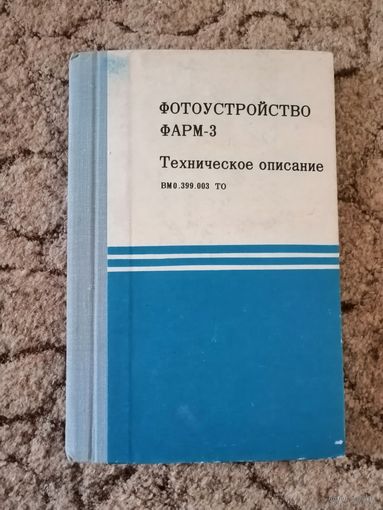 ФОТОУСТРОЙСТВО
ФАРМ-3
Техническое описание
ВМ0.399.003 ТО